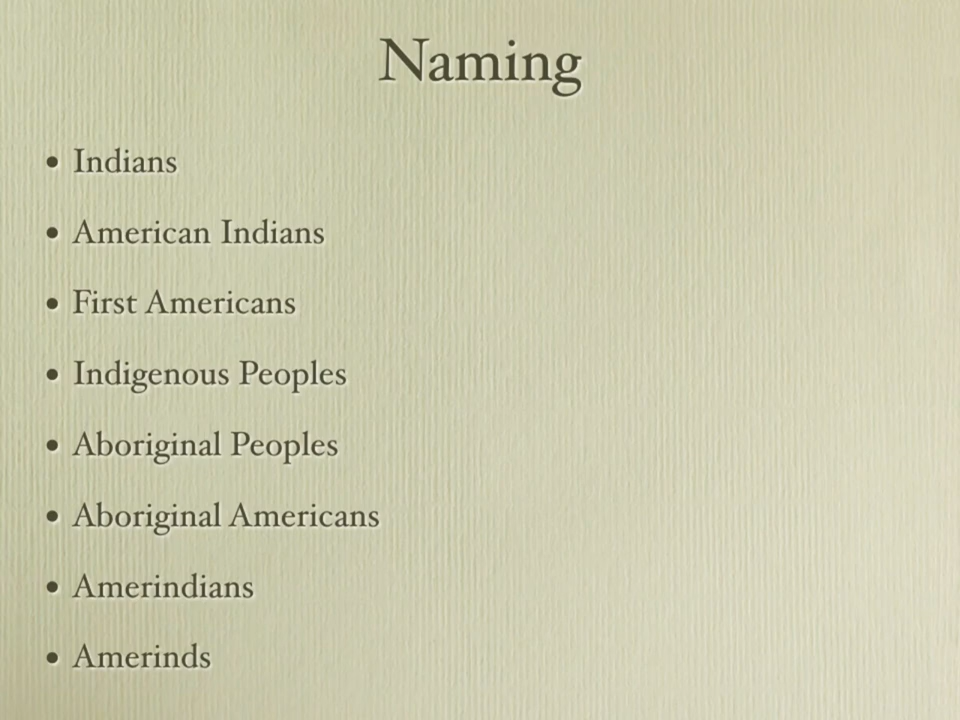 Naming
• Indians
• American Indians
• First Americans
• Indigenous Peoples
• Aboriginal Peoples
• Aboriginal Americans
• Amerindians
• Amerinds